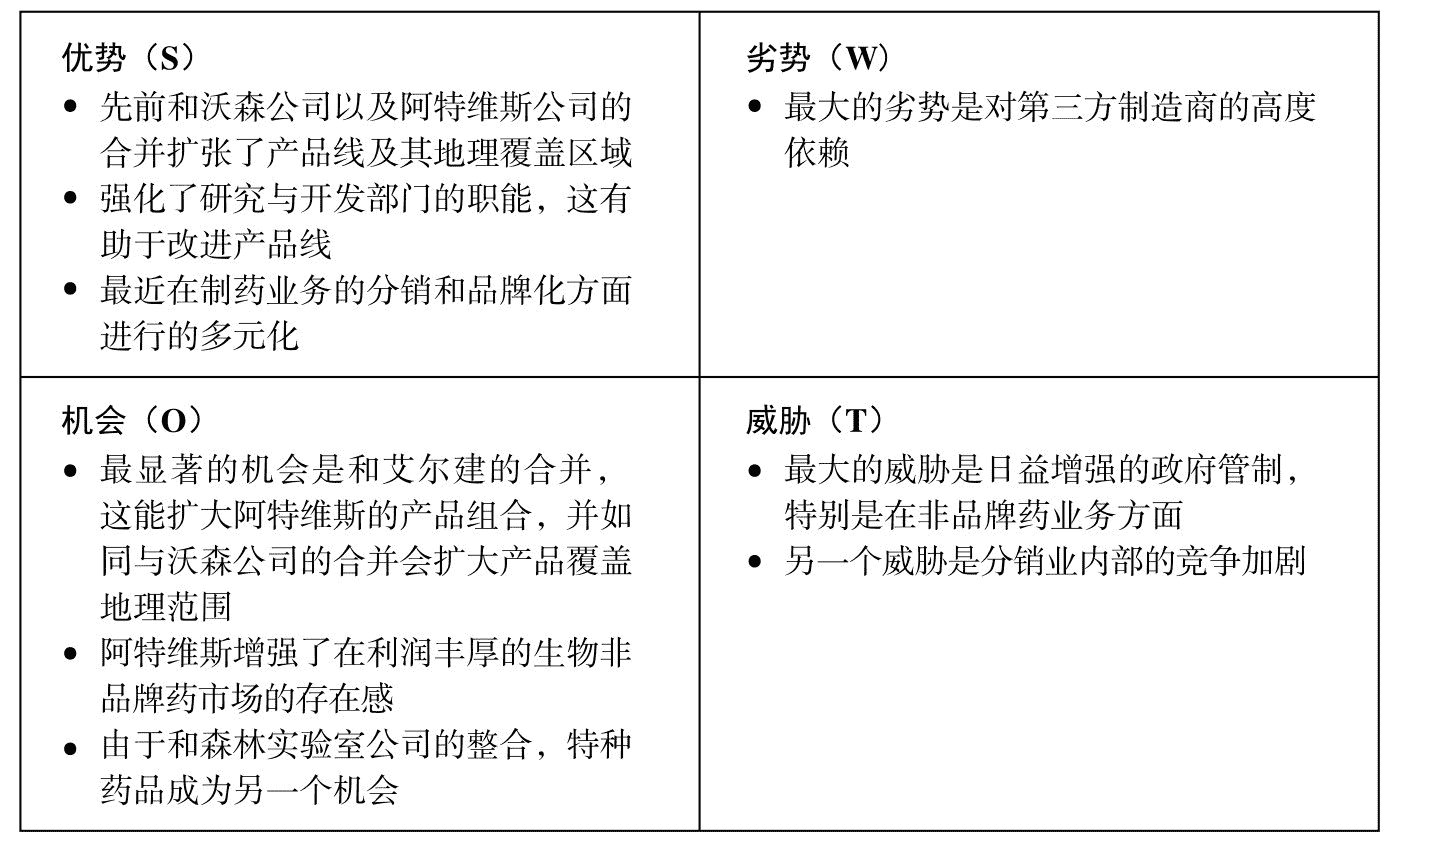 优势（S）
• 先前和沃森公司以及阿特维斯公司的
合并扩张了产品线及其地理覆盖区域
• 强化了研究与开发部门的职能，这有
助于改进产品线
• 最近在制药业务的分销和品牌化方面
进行的多元化
劣势（W）
• 最大的劣势是对第三方制造商的高度
依赖
机会（O）
• 最显著的机会是和艾尔建的合并，
这能扩大阿特维斯的产品组合，并如
同与沃森公司的合并会扩大产品覆盖
地理范围
• 阿特维斯增强了在利润丰厚的生物非
品牌药市场的存在感
• 由于和森林实验室公司的整合，特种
药品成为另一个机会
威胁（T）
• 最大的威胁是日益增强的政府管制，
特别是在非品牌药业务方面
• 另一个威胁是分销业内部的竞争加剧